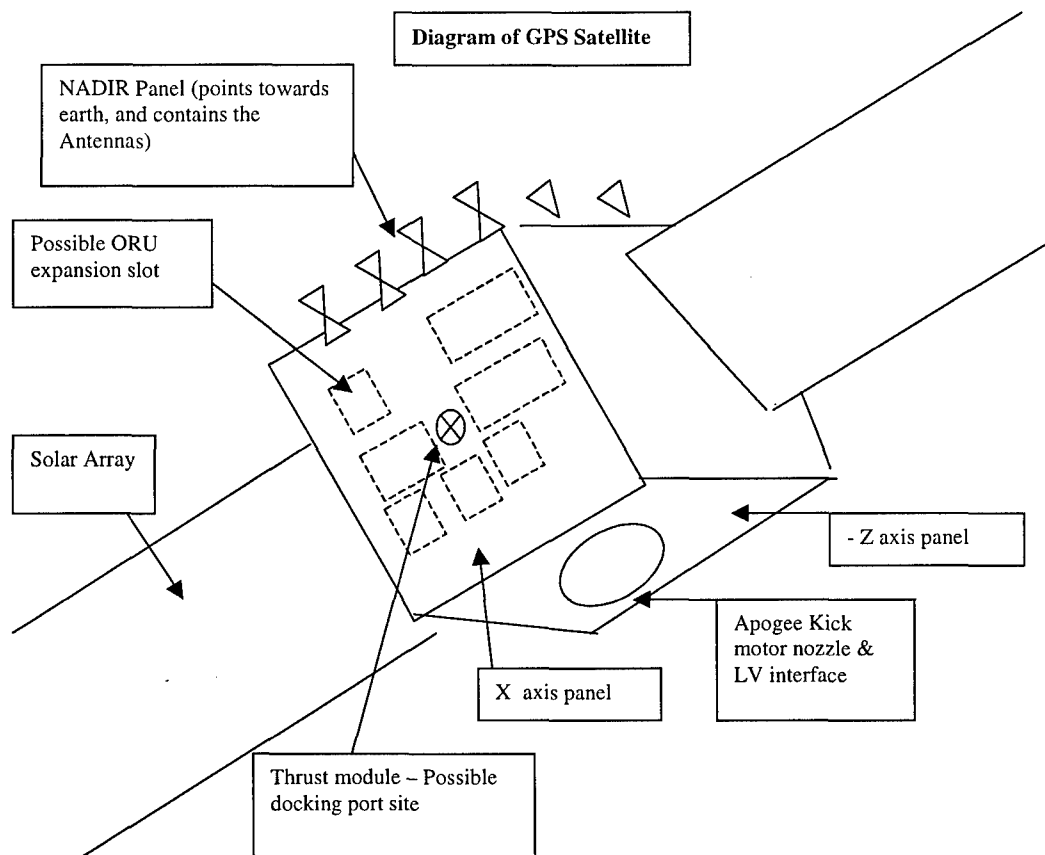 Diagram of GPS Satellite
NADIR Panel (points towards
earth, and contains the
Antennas)
Possible ORU
expansion slot
Solar Array
- Z axis panel
Apogee Kick
motor nozzle &
LV interface
X axis panel
Thrust module – Possible
docking port site